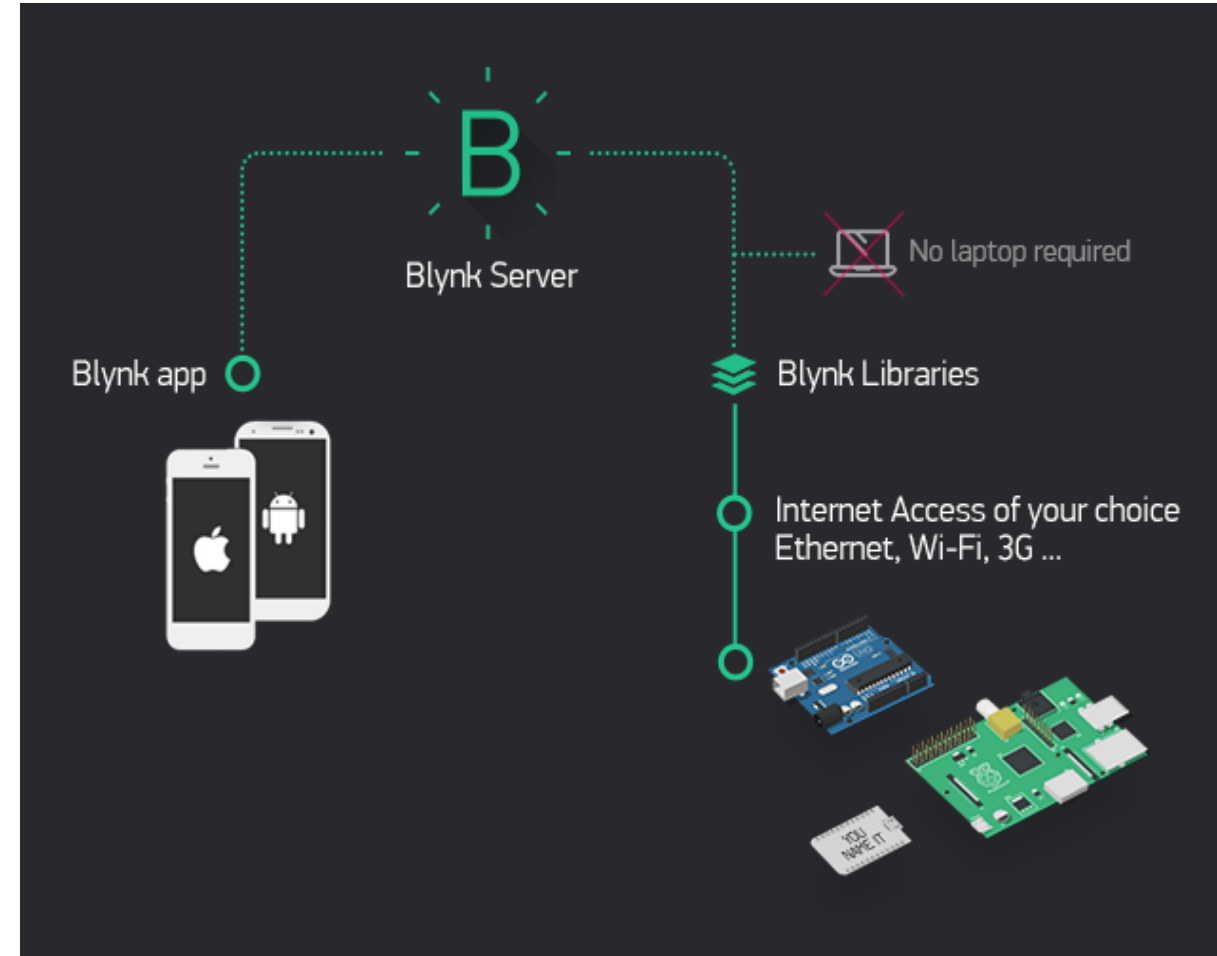 B
Blynk Server
No laptop required
Blynk app
Blynk Libraries
Internet Access of your choice
Ethernet, Wi-Fi, 3G ...
YOU
NAME IT